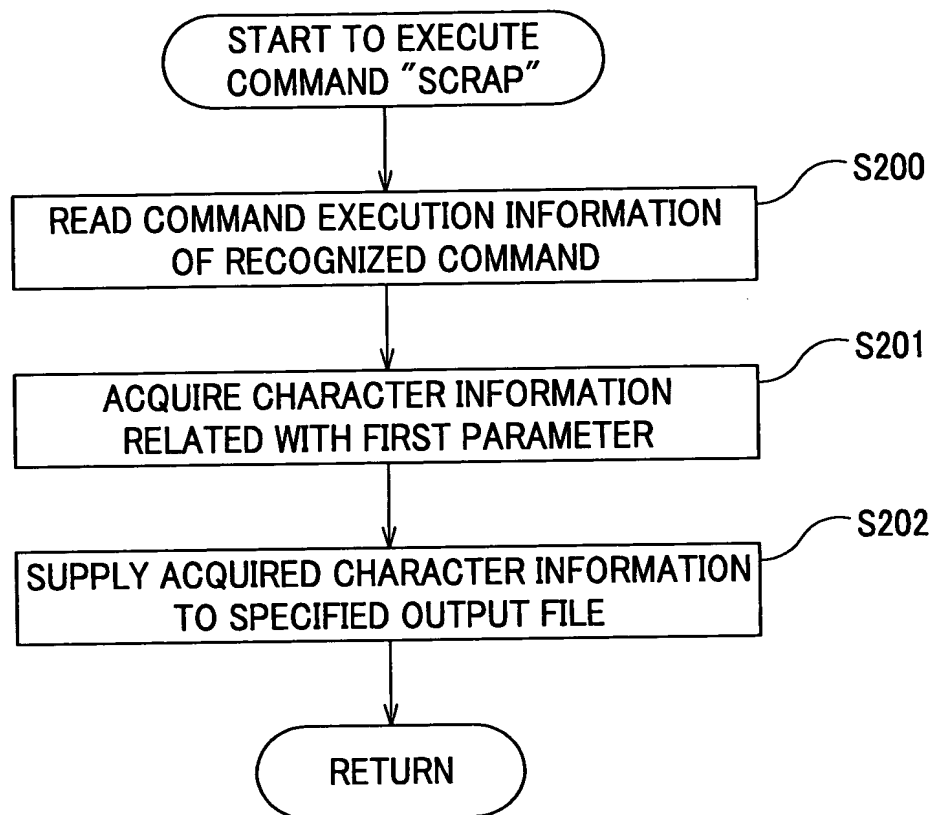 START TO EXECUTE
COMMAND "SCRAP"
S200
READ COMMAND EXECUTION INFORMATION
OF RECOGNIZED COMMAND
S201
ACQUIRE CHARACTER INFORMATION
RELATED WITH FIRST PARAMETER
S202
SUPPLY ACQUIRED CHARACTER INFORMATION
TO SPECIFIED OUTPUT FILE
RETURN